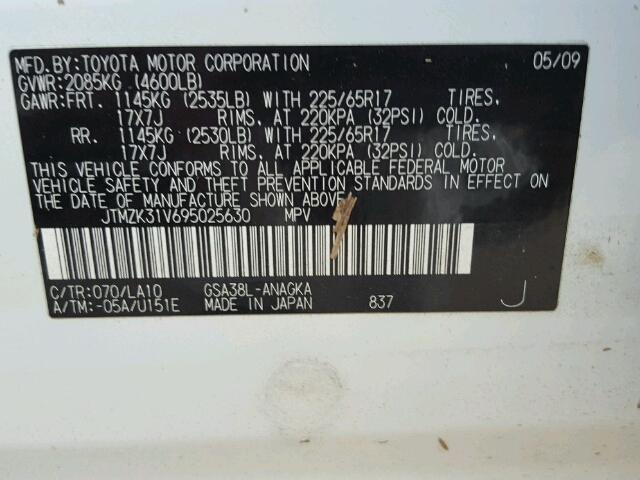 MFD.BY:TOYOTA MOTOR CORPORATION 05/09
GVWR:2085KG (4600LB)
GAWR:FRT. 1145KG (2535LB) WITH 225/65R17 TIRES,
17X7J RIMS, AT 220KPA (32PSI) COLD.
RR. 1145KG (2530LB) WITH 225/65R17 TIRES,
17X7J RIMS, AT 220KPA (32PSI) COLD.
THIS VEHICLE CONFORMS TO ALL APPLICABLE FEDERAL MOTOR
VEHICLE SAFETY AND THEFT PREVENTION STANDARDS IN EFFECT ON
THE DATE OF MANUFACTURE SHOWN ABOVE.
JTMZK31V695025630 MPV
C/TR:070/LA10 GSA38L-ANAGKA
A/TM:-05A/U151E MADE IN JAPAN 837 J